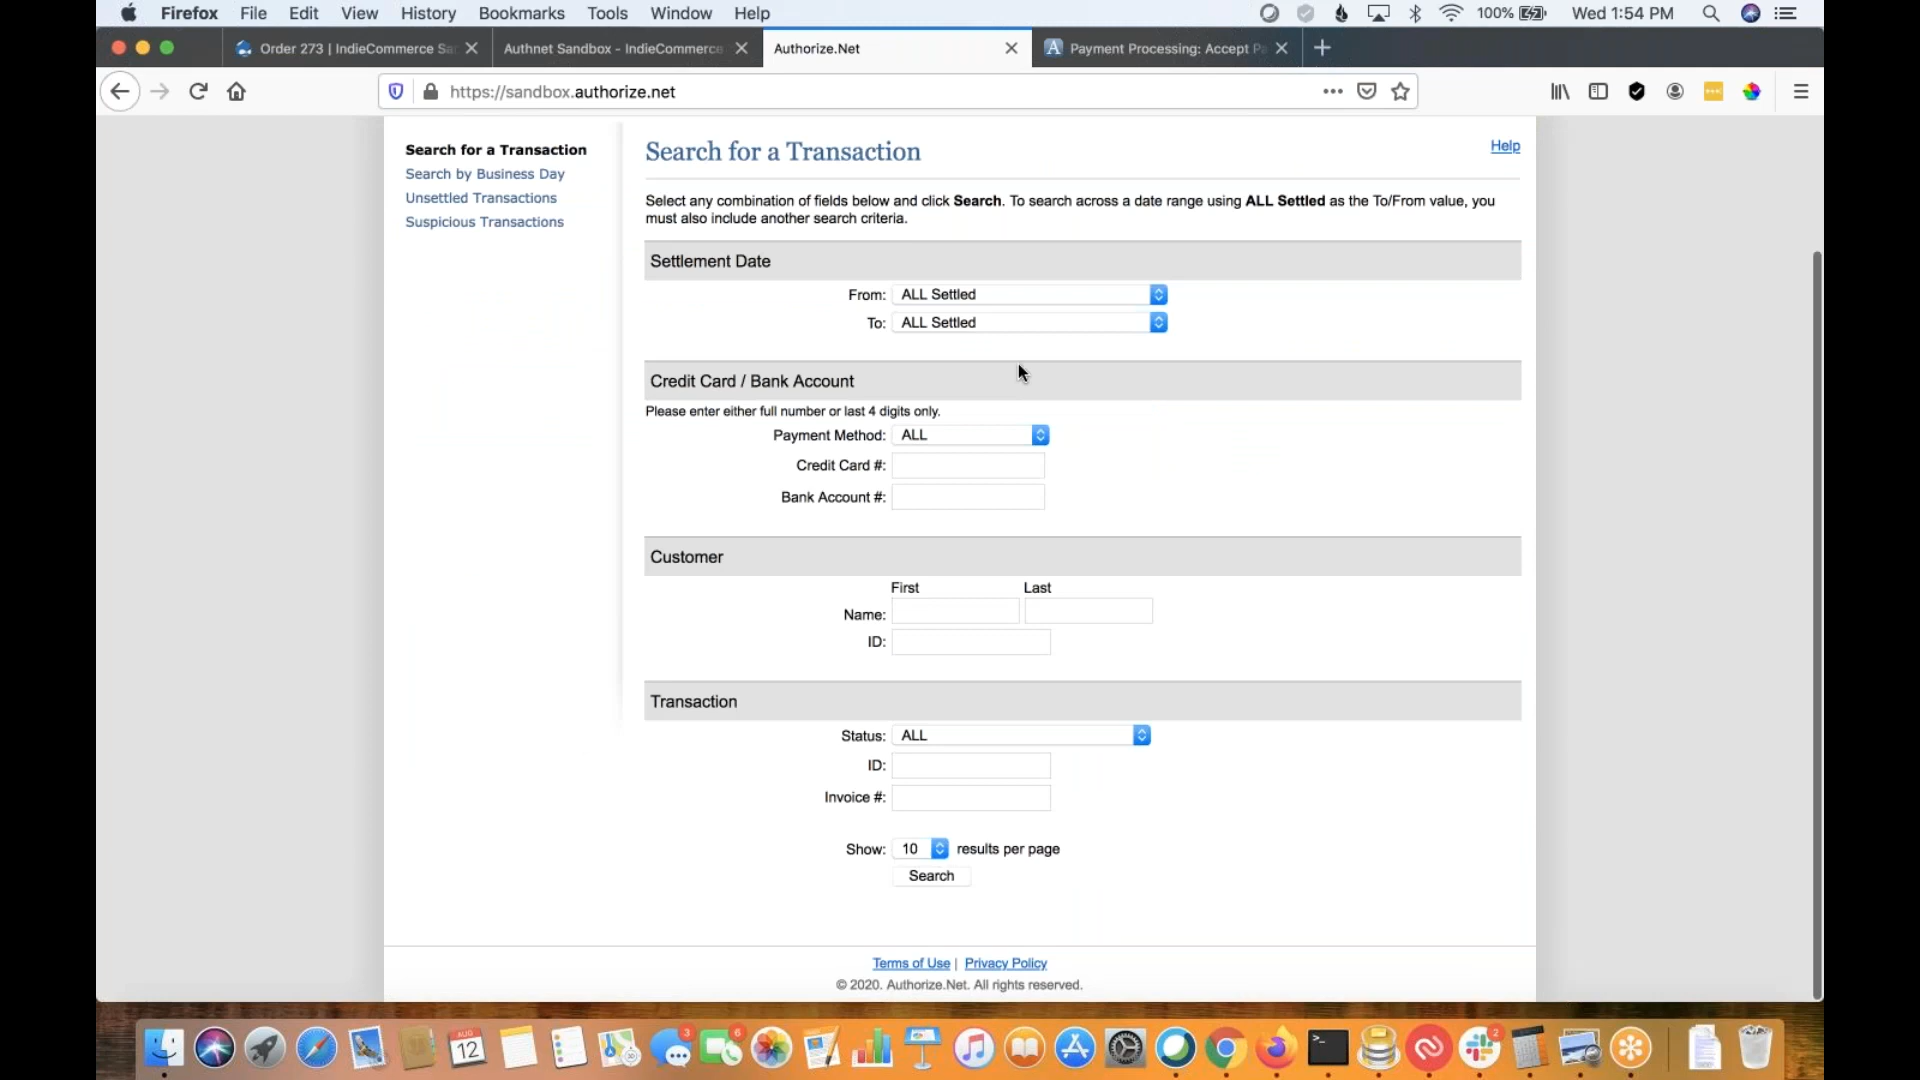 Firefox File Edit View History Bookmarks Tools Window Help 100% Wed 1:54 PM
Order 273 | IndieCommerce Sa
Authnet Sandbox - IndieCommerce
Authorize.Net
Payment Processing: Accept Pa
https://sandbox.authorize.net
Search for a Transaction
Search by Business Day
Unsettled Transactions
Suspicious Transactions
Search for a Transaction
Help
Select any combination of fields below and click Search. To search across a date range using ALL Settled as the To/From value, you
must also include another search criteria.
Settlement Date
From: ALL Settled
To: ALL Settled
Credit Card / Bank Account
Please enter either full number or last 4 digits only.
Payment Method: ALL
Credit Card #:
Bank Account #:
Customer
First Last
Name:
ID:
Transaction
Status: ALL
ID:
Invoice #:
Show: 10 results per page
Search
Terms of Use | Privacy Policy
© 2020. Authorize.Net. All rights reserved.
AUG
12
3
6
2